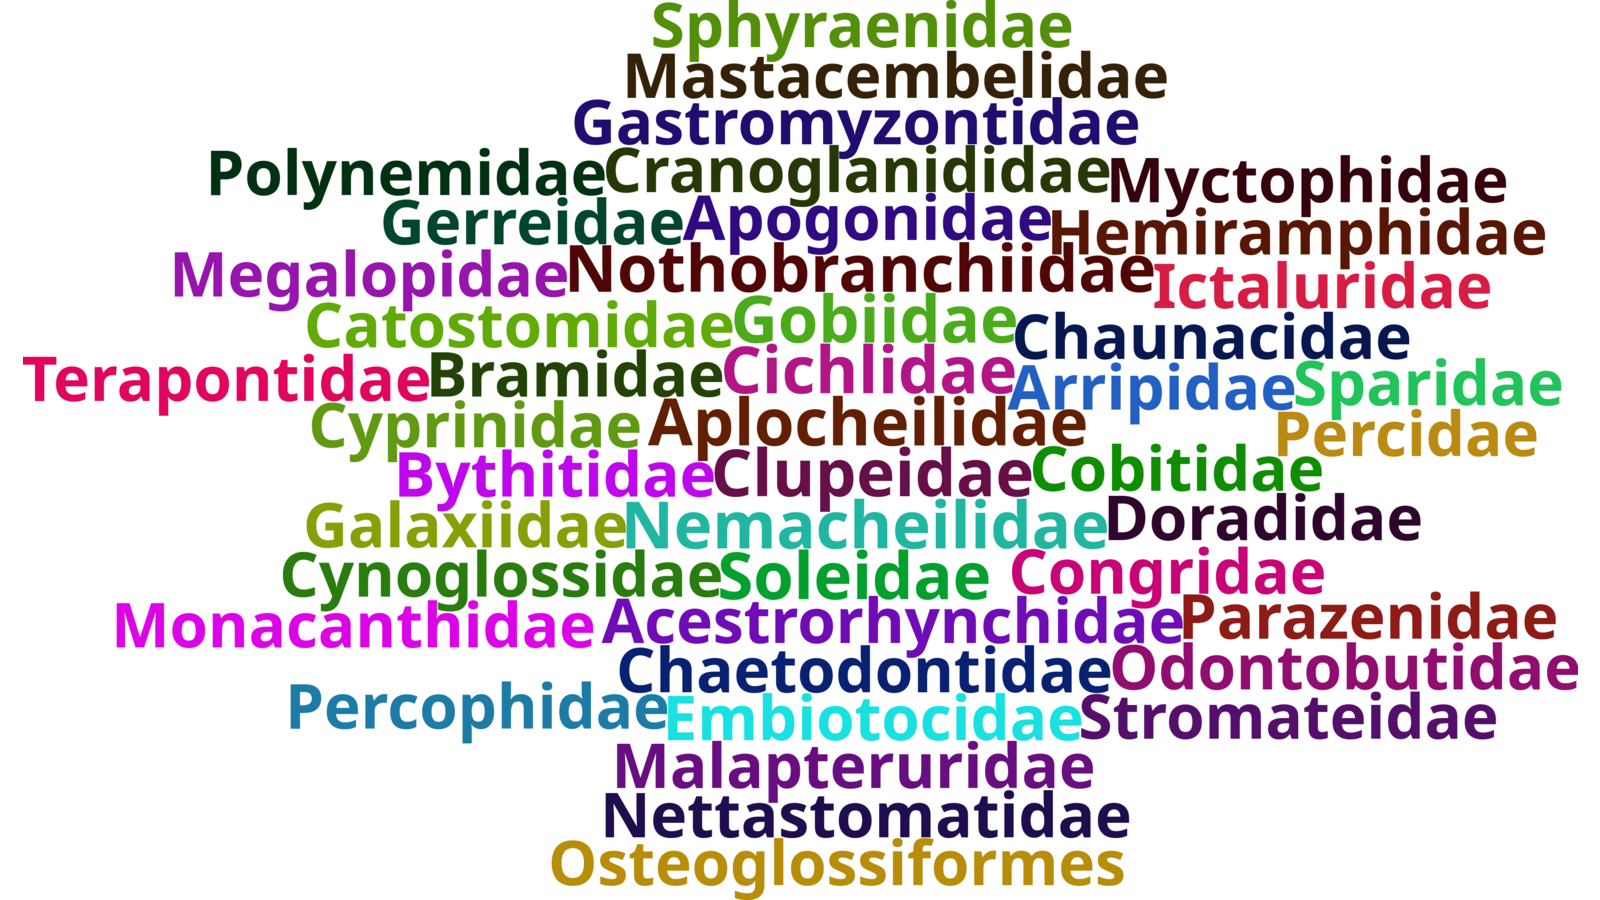 Sphyraenidae
Mastacembelidae
Gastromyzontidae
Polynemidae Cranoglanididae Myctophidae
Gerreidae Apogonidae Hemiramphidae
Megalopidae Nothobranchiidae Ictaluridae
Catostomidae Gobiidae Chaunacidae
Terapontidae Bramidae Cichlidae Arripidae Sparidae
Cyprinidae Aplocheilidae Percidae
Bythitidae Clupeidae Cobitidae
Galaxiidae Nemacheilidae Doradidae
Cynoglossidae Soleidae Congridae
Monacanthidae Acestrorhynchidae Parazenidae
Chaetodontidae Odontobutidae
Percophidae Embiotocidae Stromateidae
Malapteruridae
Nettastomatidae
Osteoglossiformes